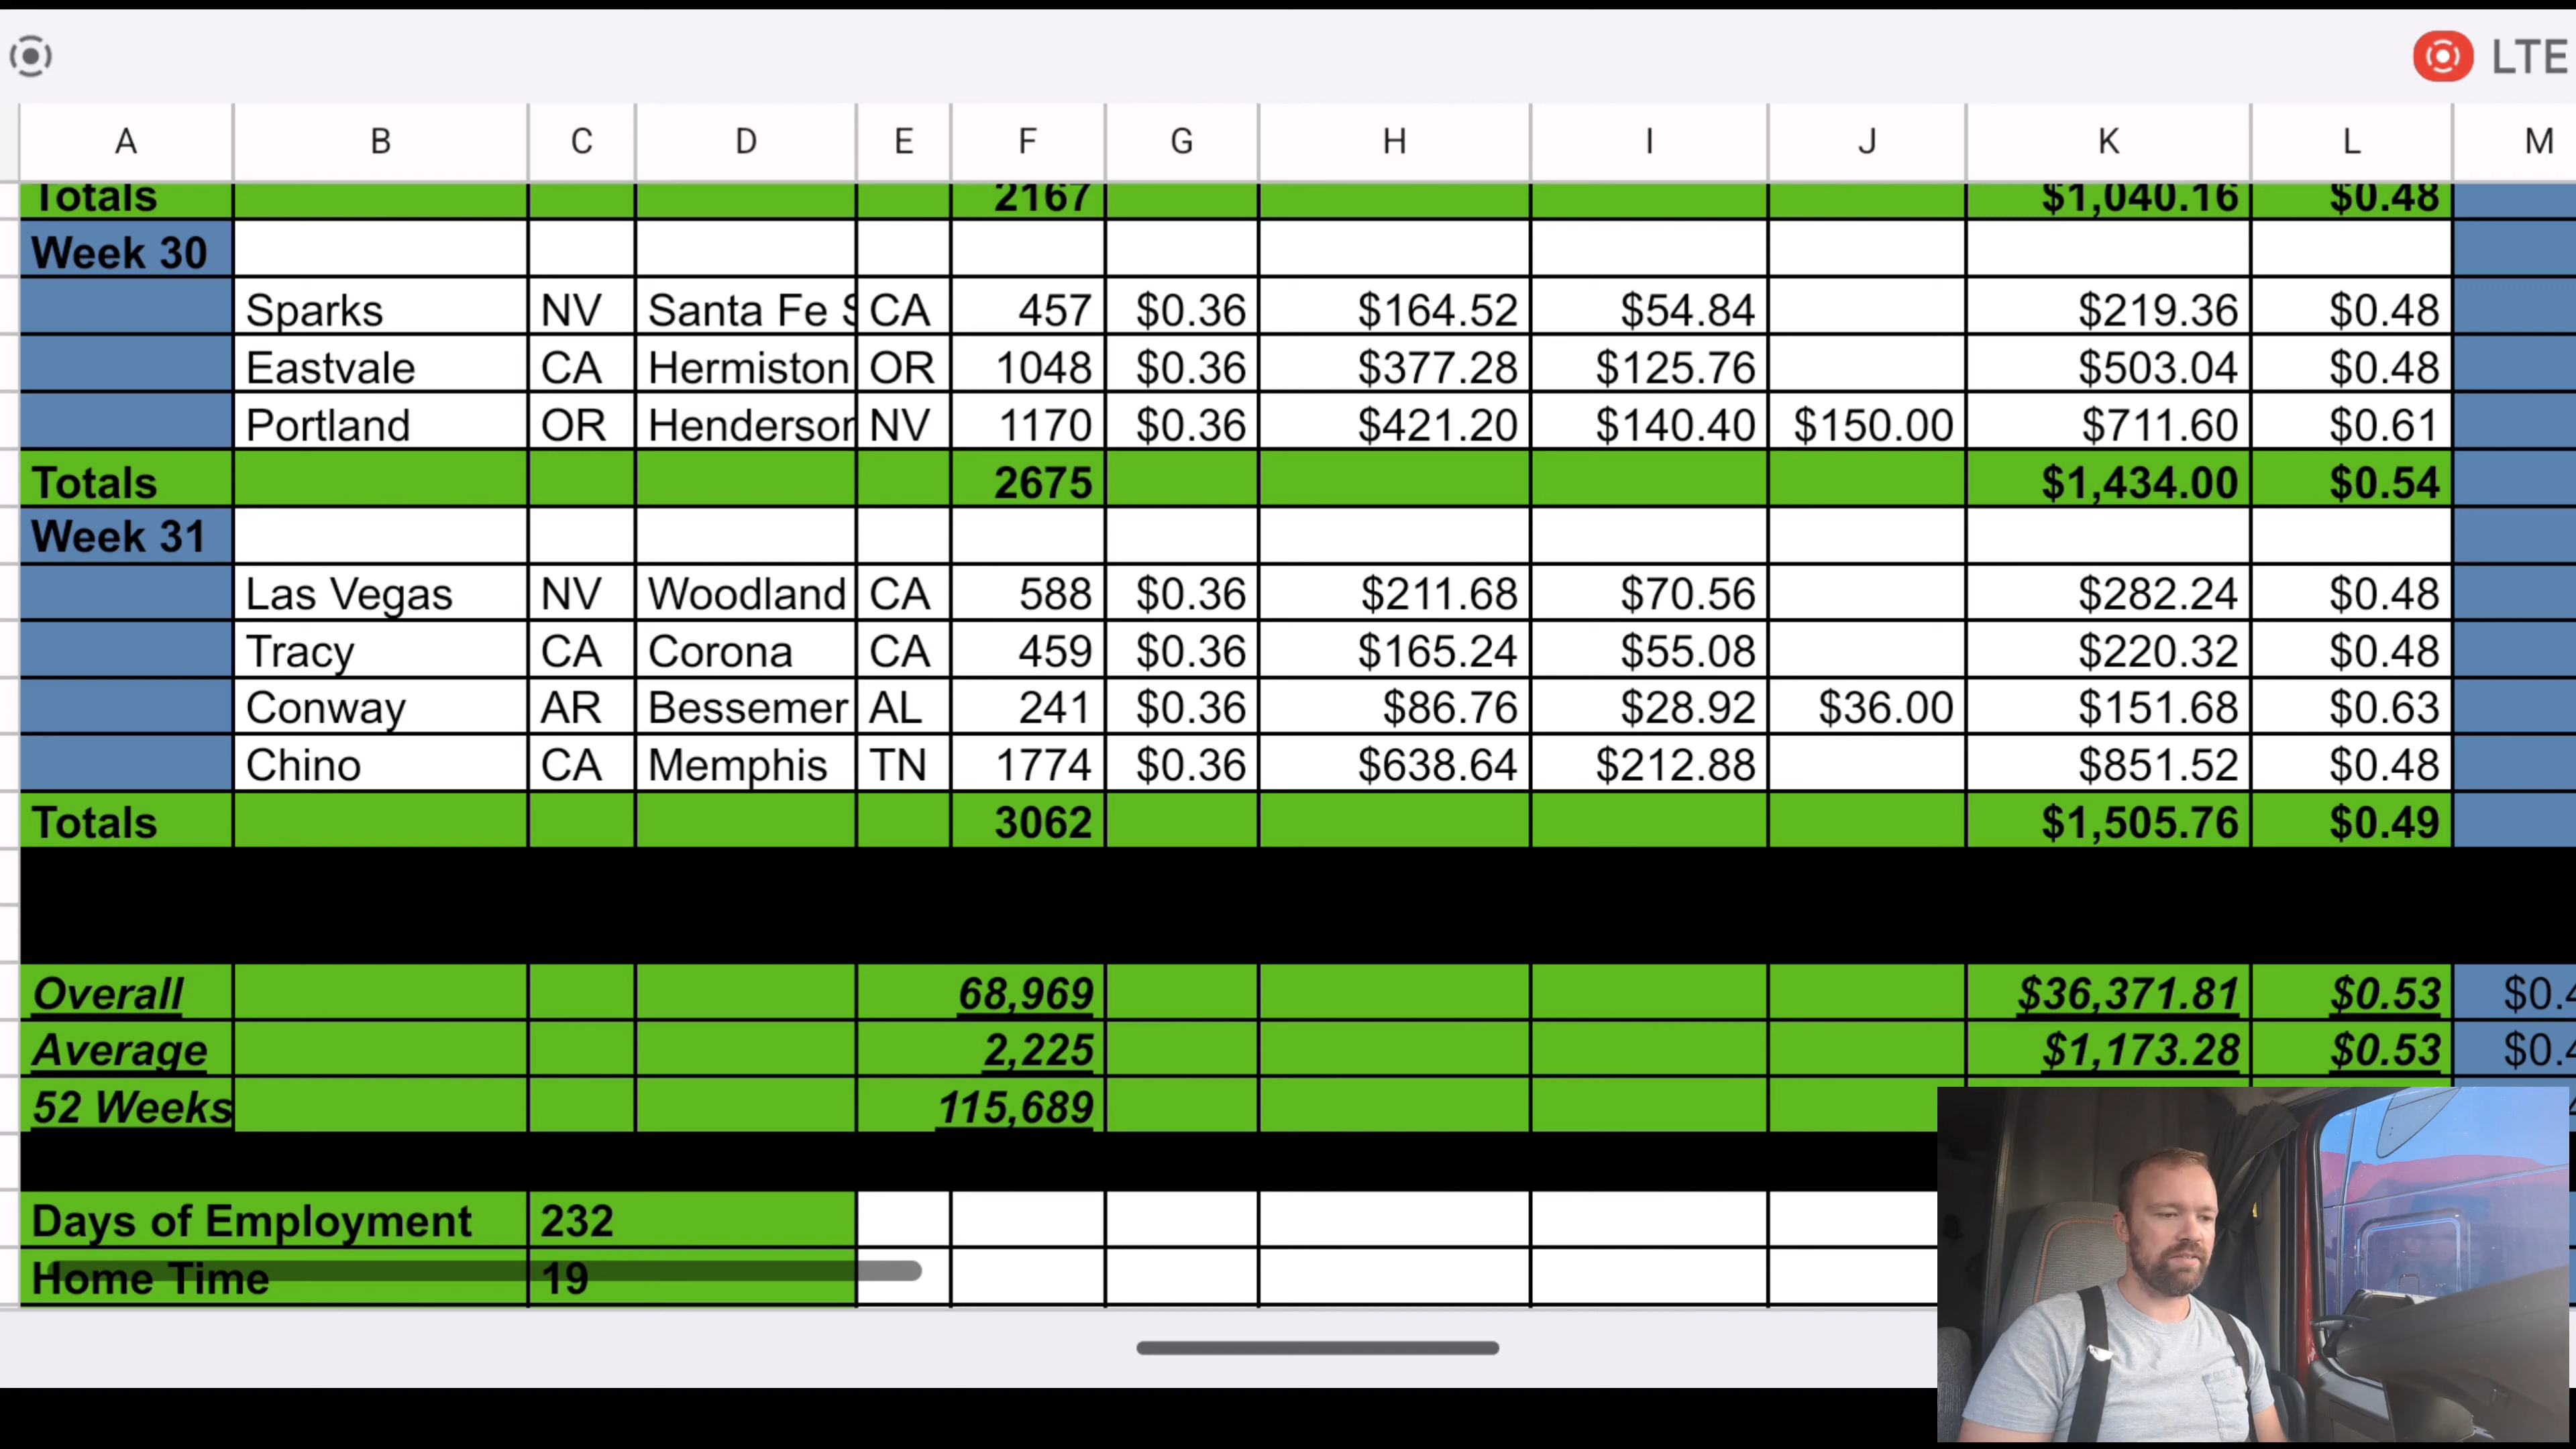 LTE
A B C D E F G H I J K L M
Totals 2167 $1,040.16 $0.48
Week 30
Sparks NV Santa Fe CA 457 $0.36 $164.52 $54.84 $219.36 $0.48
Eastvale CA Hermiston OR 1048 $0.36 $377.28 $125.76 $503.04 $0.48
Portland OR Henderson NV 1170 $0.36 $421.20 $140.40 $150.00 $711.60 $0.61
Totals 2675 $1,434.00 $0.54
Week 31
Las Vegas NV Woodland CA 588 $0.36 $211.68 $70.56 $282.24 $0.48
Tracy CA Corona CA 459 $0.36 $165.24 $55.08 $220.32 $0.48
Conway AR Bessemer AL 241 $0.36 $86.76 $28.92 $36.00 $151.68 $0.63
Chino CA Memphis TN 1774 $0.36 $638.64 $212.88 $851.52 $0.48
Totals 3062 $1,505.76 $0.49
Overall 68,969 $36,371.81 $0.53
Average 2,225 $1,173.28 $0.53
52 Weeks 115,689
Days of Employment 232
Home Time 19